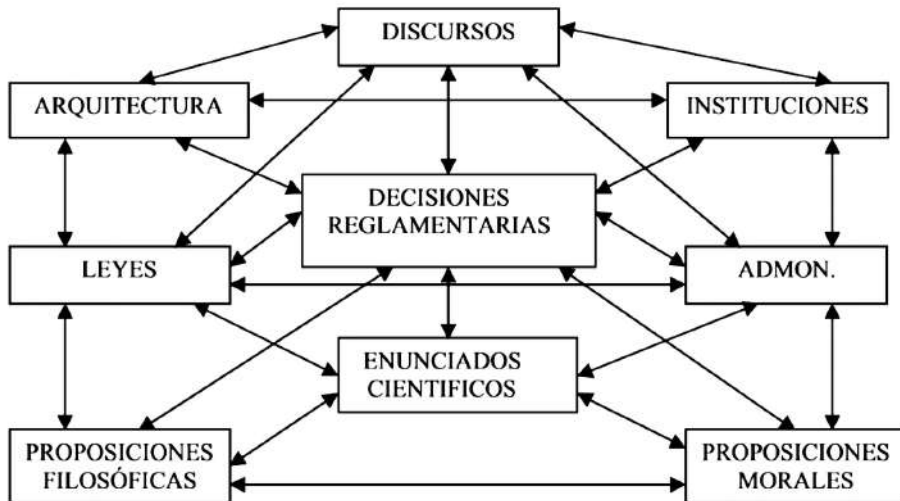 DISCURSOS
ARQUITECTURA
INSTITUCIONES
DECISIONES
REGLAMENTARIAS
LEYES
ADMON.
ENUNCIADOS
CIENTIFICOS
PROPOSICIONES
FILOSÓFICAS
PROPOSICIONES
MORALES